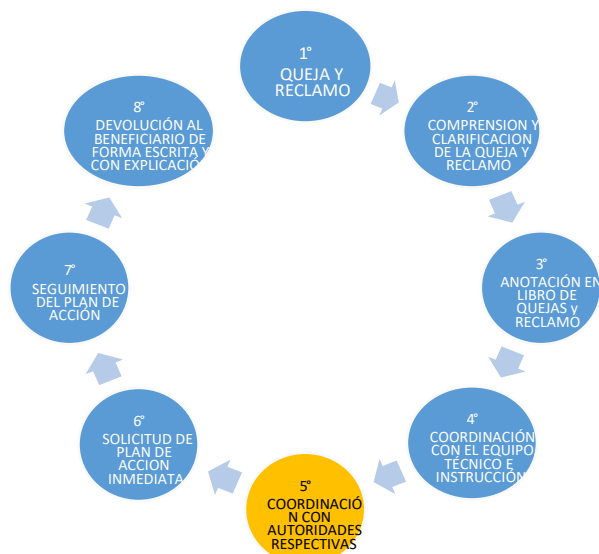 1°
QUEJA Y
RECLAMO
2°
COMPRENSION Y
CLARIFICACION
DE LA QUEJA Y
RECLAMO
3°
ANOTACIÓN EN
LIBRO DE
QUEJAS y
RECLAMO
4°
COORDINACIÓN
CON EL EQUIPO
TÉCNICO E
INSTRUCCIÓN
5°
COORDINACIÓ
N CON
AUTORIDADES
RESPECTIVAS
6°
SOLICITUD DE
PLAN DE
ACCION
INMEDIATA
7°
SEGUIMIENTO
DEL PLAN DE
ACCIÓN
8°
DEVOLUCIÓN AL
BENEFICIARIO DE
FORMA ESCRITA Y
CON EXPLICACIÓN